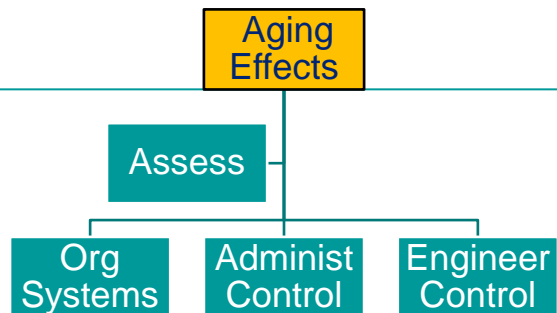 Aging
Effects
Assess
Org
Systems
Administ
Control
Engineer
Control